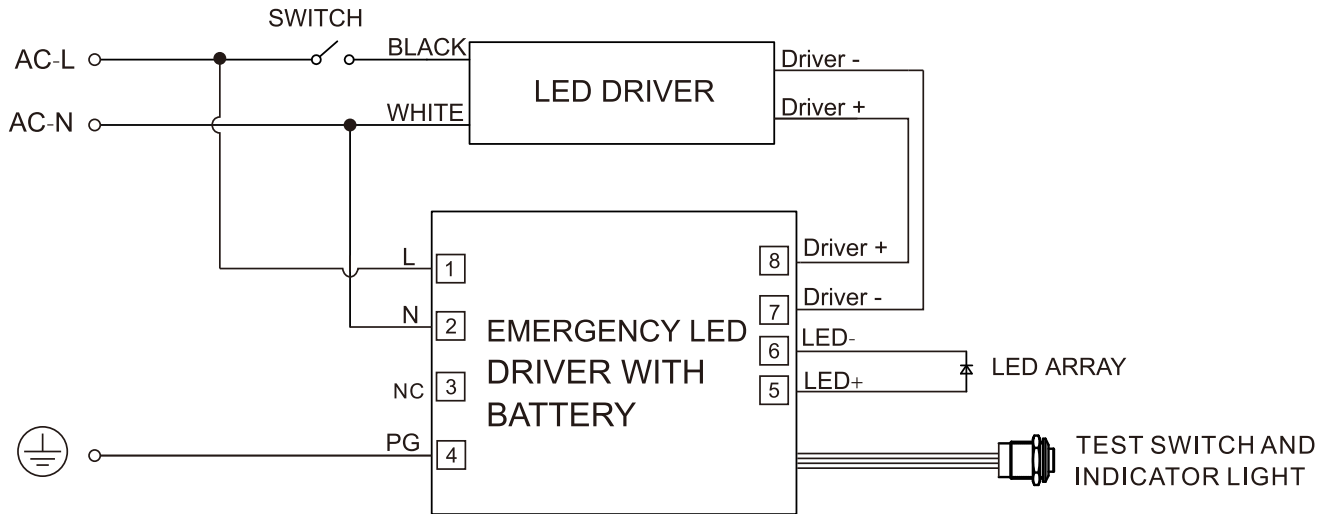 SWITCH
AC-L
BLACK
LED DRIVER
Driver -
AC-N
WHITE
Driver +
L
1
8
Driver +
N
2
7
Driver -
EMERGENCY LED
DRIVER WITH
BATTERY
6
LED-
LED ARRAY
NC
3
5
LED+
PG
4
TEST SWITCH AND
INDICATOR LIGHT